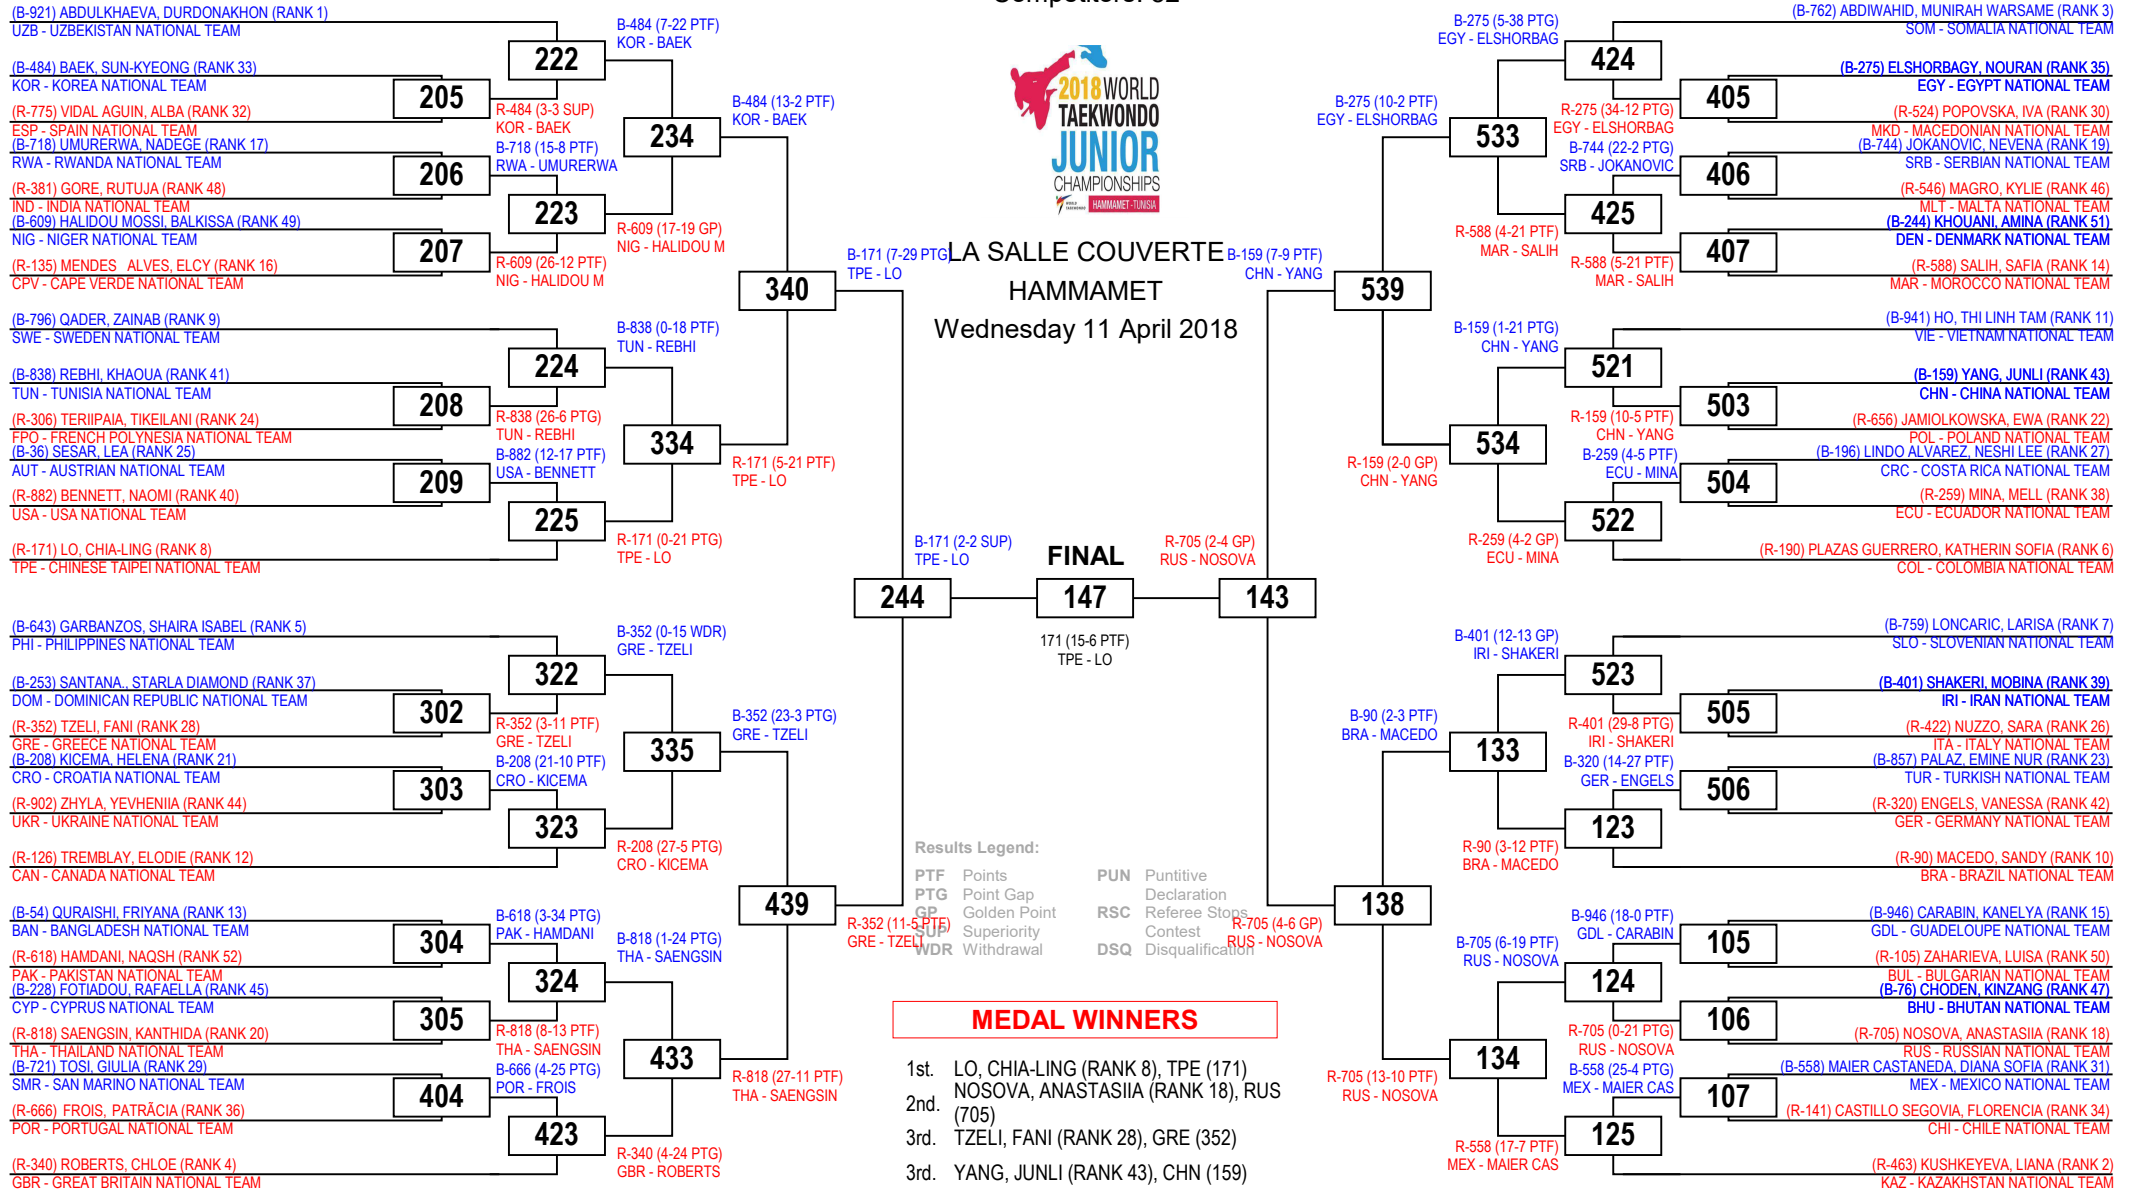 (B-921) ABDULKHAEVA, DURDONAKHON (RANK 1)
UZB - UZBEKISTAN NATIONAL TEAM
(B-484) BAEK, SUN-KYEONG (RANK 33)
KOR - KOREA NATIONAL TEAM
(R-775) VIDAL AGUIN, ALBA (RANK 32)
ESP - SPAIN NATIONAL TEAM
(B-718) UMURERWA, NADEGE (RANK 17)
RWA - RWANDA NATIONAL TEAM
(R-381) GORE, RUTUJA (RANK 48)
IND - INDIA NATIONAL TEAM
(B-609) HALIDOU MOSSI, BALKISSA (RANK 49)
NIG - NIGER NATIONAL TEAM
(R-135) MENDES ALVES, ELCY (RANK 16)
CPV - CAPE VERDE NATIONAL TEAM
(B-796) QADER, ZAINAB (RANK 9)
SWE - SWEDEN NATIONAL TEAM
(B-838) REBHI, KHAOUA (RANK 41)
TUN - TUNISIA NATIONAL TEAM
(R-306) TERIIPAIA, TIKEILANI (RANK 24)
FPO - FRENCH POLYNESIA NATIONAL TEAM
(B-36) SESAR, LEA (RANK 25)
AUT - AUSTRIAN NATIONAL TEAM
(R-882) BENNETT, NAOMI (RANK 40)
USA - USA NATIONAL TEAM
(R-171) LO, CHIA-LING (RANK 8)
TPE - CHINESE TAIPEI NATIONAL TEAM
(B-643) GARBANZOS, SHAIRA ISABEL (RANK 5)
PHI - PHILIPPINES NATIONAL TEAM
(B-253) SANTANA., STARLA DIAMOND (RANK 37)
DOM - DOMINICAN REPUBLIC NATIONAL TEAM
(R-352) TZELI, FANI (RANK 28)
GRE - GREECE NATIONAL TEAM
(B-208) KICEMA, HELENA (RANK 21)
CRO - CROATIA NATIONAL TEAM
(R-902) ZHYLA, YEVHENIIA (RANK 44)
UKR - UKRAINE NATIONAL TEAM
(R-126) TREMBLAY, ELODIE (RANK 12)
CAN - CANADA NATIONAL TEAM
(B-54) QURAISHI, FRIYANA (RANK 13)
BAN - BANGLADESH NATIONAL TEAM
(R-618) HAMDANI, NAQSH (RANK 52)
PAK - PAKISTAN NATIONAL TEAM
(B-228) FOTIADOU, RAFAELLA (RANK 45)
CYP - CYPRUS NATIONAL TEAM
(R-818) SAENGSIN, KANTHIDA (RANK 20)
THA - THAILAND NATIONAL TEAM
(B-721) TOSI, GIULIA (RANK 29)
SMR - SAN MARINO NATIONAL TEAM
(R-666) FROIS, PATRÃCIA (RANK 36)
POR - PORTUGAL NATIONAL TEAM
(R-340) ROBERTS, CHLOE (RANK 4)
GBR - GREAT BRITAIN NATIONAL TEAM
205
206
207
208
209
302
303
304
305
404
222
R-484 (3-3 SUP)
KOR - BAEK
B-718 (15-8 PTF)
RWA - UMURERWA
223
R-609 (26-12 PTF)
NIG - HALIDOU M
224
R-838 (26-6 PTG)
TUN - REBHI
B-882 (12-17 PTF)
USA - BENNETT
225
322
R-352 (3-11 PTF)
GRE - TZELI
B-208 (21-10 PTF)
CRO - KICEMA
323
B-618 (3-34 PTG)
PAK - HAMDANI
324
R-818 (8-13 PTF)
THA - SAENGSIN
B-666 (4-25 PTG)
POR - FROIS
423
B-484 (7-22 PTF)
KOR - BAEK
234
R-609 (17-19 GP)
NIG - HALIDOU M
B-838 (0-18 PTF)
TUN - REBHI
334
R-171 (0-21 PTG)
TPE - LO
B-352 (0-15 WDR)
GRE - TZELI
335
R-208 (27-5 PTG)
CRO - KICEMA
B-818 (1-24 PTG)
THA - SAENGSIN
433
R-340 (4-24 PTG)
GBR - ROBERTS
B-484 (13-2 PTF)
KOR - BAEK
340
R-171 (5-21 PTF)
TPE - LO
B-352 (23-3 PTG)
GRE - TZELI
439
R-818 (27-11 PTF)
THA - SAENGSIN
B-171 (7-29 PTG)
TPE - LO
244
R-352 (11-5 PTF)
GRE - TZELI
2018 WORLD
TAEKWONDO
JUNIOR
CHAMPIONSHIPS
HAMMAMET - TUNISIA
LA SALLE COUVERTE
HAMMAMET
Wednesday 11 April 2018
B-171 (2-2 SUP)
TPE - LO
FINAL
147
171 (15-6 PTF)
TPE - LO
R-705 (2-4 GP)
RUS - NOSOVA
Results Legend:
PTF Points
PTG Point Gap
GP Golden Point
SUP Superiority
WDR Withdrawal
PUN Puntitive
Declaration
RSC Referee Stops
Contest
DSQ Disqualification
MEDAL WINNERS
1st. LO, CHIA-LING (RANK 8), TPE (171)
2nd. NOSOVA, ANASTASIIA (RANK 18), RUS
(705)
3rd. TZELI, FANI (RANK 28), GRE (352)
3rd. YANG, JUNLI (RANK 43), CHN (159)
B-159 (7-9 PTF)
CHN - YANG
143
R-705 (4-6 GP)
RUS - NOSOVA
B-275 (10-2 PTF)
EGY - ELSHORBAG
539
R-159 (2-0 GP)
CHN - YANG
B-90 (2-3 PTF)
BRA - MACEDO
138
R-705 (13-10 PTF)
RUS - NOSOVA
B-275 (5-38 PTG)
EGY - ELSHORBAG
533
R-588 (4-21 PTF)
MAR - SALIH
B-159 (1-21 PTG)
CHN - YANG
534
R-259 (4-2 GP)
ECU - MINA
B-401 (12-13 GP)
IRI - SHAKERI
133
R-90 (3-12 PTF)
BRA - MACEDO
B-705 (6-19 PTF)
RUS - NOSOVA
134
R-558 (17-7 PTF)
MEX - MAIER CAS
424
R-275 (34-12 PTG)
EGY - ELSHORBAG
B-744 (22-2 PTG)
SRB - JOKANOVIC
425
R-588 (5-21 PTF)
MAR - SALIH
521
R-159 (10-5 PTF)
CHN - YANG
B-259 (4-5 PTF)
ECU - MINA
522
523
R-401 (29-8 PTG)
IRI - SHAKERI
B-320 (14-27 PTF)
GER - ENGELS
123
B-946 (18-0 PTF)
GDL - CARABIN
124
R-705 (0-21 PTG)
RUS - NOSOVA
B-558 (25-4 PTG)
MEX - MAIER CAS
125
405
406
407
503
504
505
506
105
106
107
(B-762) ABDIWAHID, MUNIRAH WARSAME (RANK 3)
SOM - SOMALIA NATIONAL TEAM
(B-275) ELSHORBAGY, NOURAN (RANK 35)
EGY - EGYPT NATIONAL TEAM
(R-524) POPOVSKA, IVA (RANK 30)
MKD - MACEDONIAN NATIONAL TEAM
(B-744) JOKANOVIC, NEVENA (RANK 19)
SRB - SERBIAN NATIONAL TEAM
(R-546) MAGRO, KYLIE (RANK 46)
MLT - MALTA NATIONAL TEAM
(B-244) KHOUANI, AMINA (RANK 51)
DEN - DENMARK NATIONAL TEAM
(R-588) SALIH, SAFIA (RANK 14)
MAR - MOROCCO NATIONAL TEAM
(B-941) HO, THI LINH TAM (RANK 11)
VIE - VIETNAM NATIONAL TEAM
(B-159) YANG, JUNLI (RANK 43)
CHN - CHINA NATIONAL TEAM
(R-656) JAMIOLKOWSKA, EWA (RANK 22)
POL - POLAND NATIONAL TEAM
(B-196) LINDO ALVAREZ, NESHI LEE (RANK 27)
CRC - COSTA RICA NATIONAL TEAM
(R-259) MINA, MELL (RANK 38)
ECU - ECUADOR NATIONAL TEAM
(R-190) PLAZAS GUERRERO, KATHERIN SOFIA (RANK 6)
COL - COLOMBIA NATIONAL TEAM
(B-759) LONCARIC, LARISA (RANK 7)
SLO - SLOVENIAN NATIONAL TEAM
(B-401) SHAKERI, MOBINA (RANK 39)
IRI - IRAN NATIONAL TEAM
(R-422) NUZZO, SARA (RANK 26)
ITA - ITALY NATIONAL TEAM
(B-857) PALAZ, EMINE NUR (RANK 23)
TUR - TURKISH NATIONAL TEAM
(R-320) ENGELS, VANESSA (RANK 42)
GER - GERMANY NATIONAL TEAM
(R-90) MACEDO, SANDY (RANK 10)
BRA - BRAZIL NATIONAL TEAM
(B-946) CARABIN, KANELYA (RANK 15)
GDL - GUADELOUPE NATIONAL TEAM
(R-105) ZAHARIEVA, LUISA (RANK 50)
BUL - BULGARIAN NATIONAL TEAM
(B-76) CHODEN, KINZANG (RANK 47)
BHU - BHUTAN NATIONAL TEAM
(R-705) NOSOVA, ANASTASIIA (RANK 18)
RUS - RUSSIAN NATIONAL TEAM
(B-558) MAIER CASTANEDA, DIANA SOFIA (RANK 31)
MEX - MEXICO NATIONAL TEAM
(R-141) CASTILLO SEGOVIA, FLORENCIA (RANK 34)
CHI - CHILE NATIONAL TEAM
(R-463) KUSHKEYEVA, LIANA (RANK 2)
KAZ - KAZAKHSTAN NATIONAL TEAM